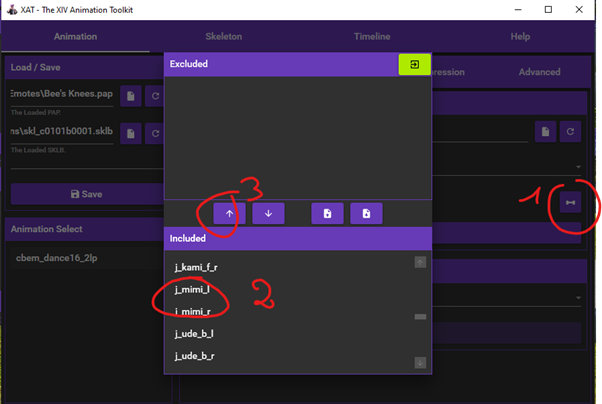 XAT - The XIV Animation Toolkit
Animation
Skeleton
Timeline
Help
Load / Save
Excluded
Advanced
Emotes\Bee's Knees.pap
The Loaded PAP.
ns\skl_c0101b0001.sklb
The Loaded SKLB.
1
Save
3
Animation Select
cbem_dance16_2lp
Included
j_kami_f_r
j_mimi_l
2
j_mimi_r
j_ude_b_l
j_ude_b_r